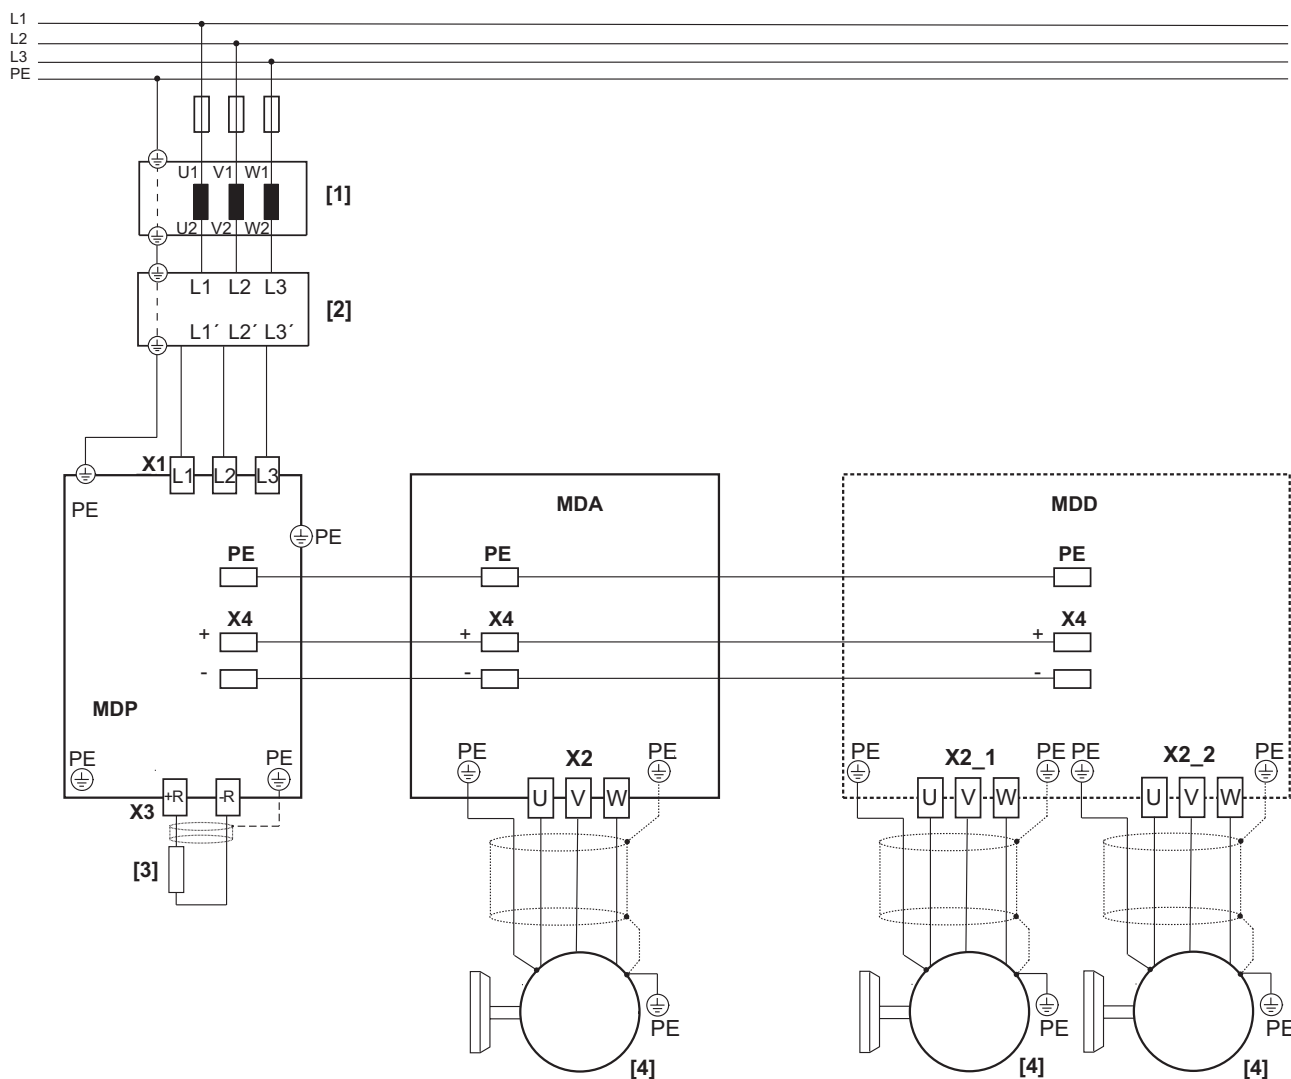 L1
L2
L3
PE
U1 V1 W1
[1]
U2 V2 W2
L1 L2 L3
[2]
L1´ L2´ L3´
X1 L1 L2 L3
PE
PE
MDA
MDD
PE PE PE
X4 X4 X4
+ + +
- - -
MDP
PE PE
X3 +R -R
[3]
PE X2 PE
U V W
PE X2_1 PE
U V W
PE X2_2 PE
U V W
PE PE PE
[4] [4] [4]